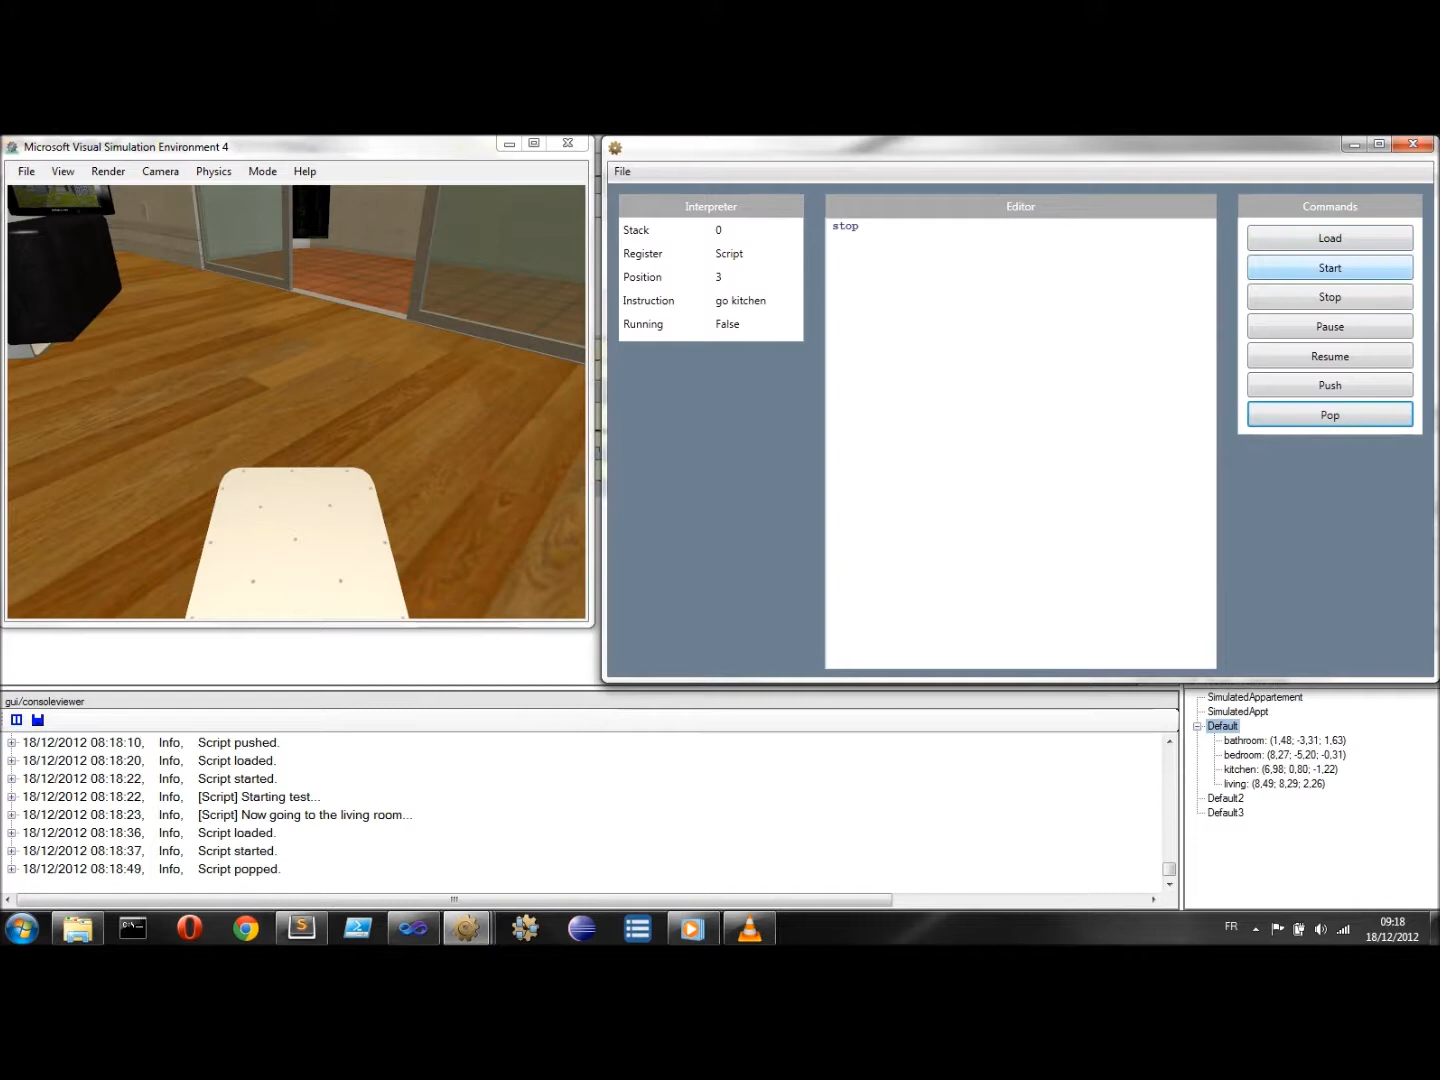 Microsoft Visual Simulation Environment 4
File View Render Camera Physics Mode Help
File
Interpreter
Stack 0
Register Script
Position 3
Instruction go kitchen
Running False
Editor
stop
Commands
Load
Start
Stop
Pause
Resume
Push
Pop
gui/consoleviewer
18/12/2012 08:18:10, Info, Script pushed.
18/12/2012 08:18:20, Info, Script loaded.
18/12/2012 08:18:22, Info, Script started.
18/12/2012 08:18:22, Info, [Script] Starting test...
18/12/2012 08:18:23, Info, [Script] Now going to the living room...
18/12/2012 08:18:36, Info, Script loaded.
18/12/2012 08:18:37, Info, Script started.
18/12/2012 08:18:49, Info, Script popped.
SimulatedAppartement
SimulatedAppt
Default
bathroom: (1,48; -3,31; 1,63)
bedroom: (8,27; -5,20; -0,31)
kitchen: (6,98; 0,80; -1,22)
living: (8,49; 8,29; 2,26)
Default2
Default3
FR
09:18
18/12/2012